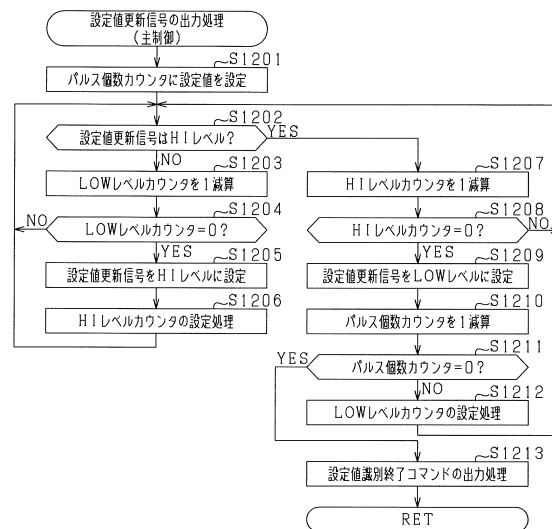 設定値更新信号の出力処理
(主制御)
S1201
パルス個数カウンタに設定値を設定
S1202
設定値更新信号はHIレベル?
YES
NO
S1203
LOWレベルカウンタを1減算
S1204
NO
LOWレベルカウンタ=0?
YES
S1205
設定値更新信号をHIレベルに設定
S1206
HIレベルカウンタの設定処理
S1207
HIレベルカウンタを1減算
S1208
HIレベルカウンタ=0?
NO
YES
S1209
設定値更新信号をLOWレベルに設定
S1210
パルス個数カウンタを1減算
S1211
YES
パルス個数カウンタ=0?
NO
S1212
LOWレベルカウンタの設定処理
S1213
設定値識別終了コマンドの出力処理
RET